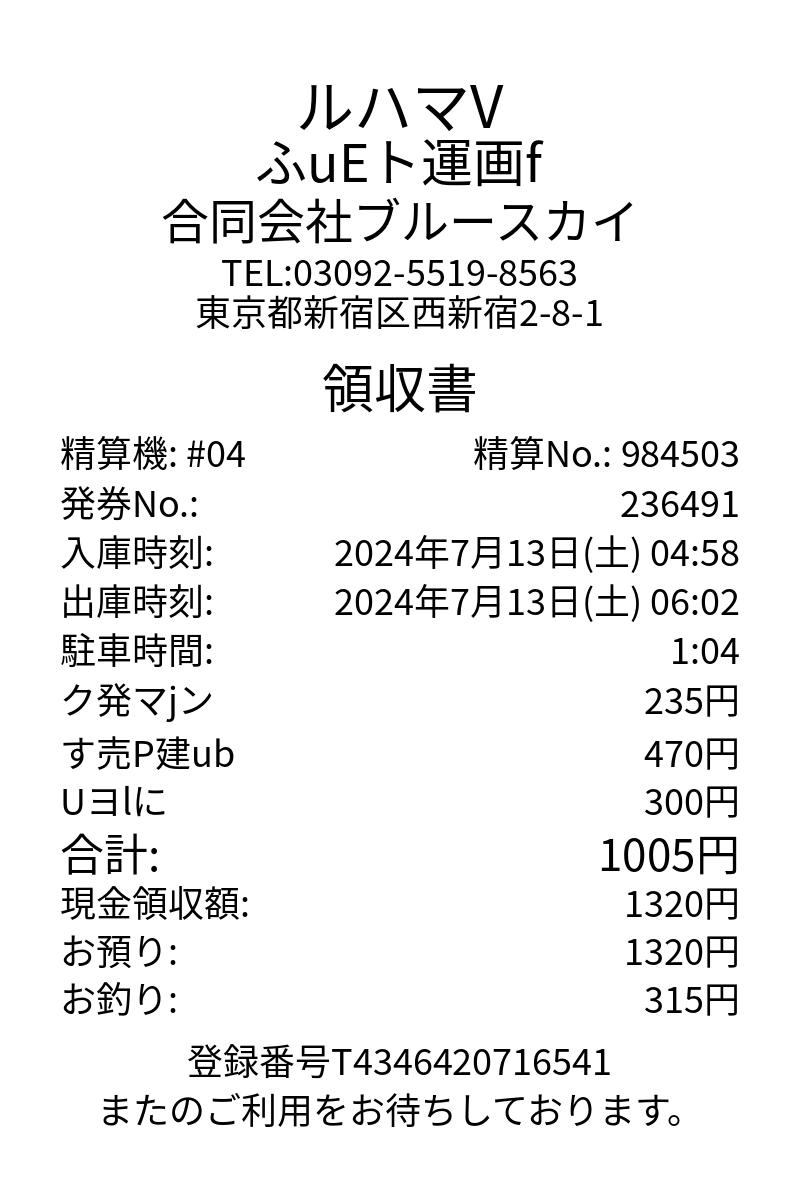 ルハマV
ふuEト運画f
合同会社ブルースカイ
TEL:03092-5519-8563
東京都新宿区西新宿2-8-1
領収書
精算機: #04 精算No.: 984503
発券No.: 236491
入庫時刻: 2024年7月13日(土) 04:58
出庫時刻: 2024年7月13日(土) 06:02
駐車時間: 1:04
ク発マjン 235円
す売P建ub 470円
Uヨlに 300円
合計: 1005円
現金領収額: 1320円
お預り: 1320円
お釣り: 315円
登録番号T4346420716541
またのご利用をお待ちしております。